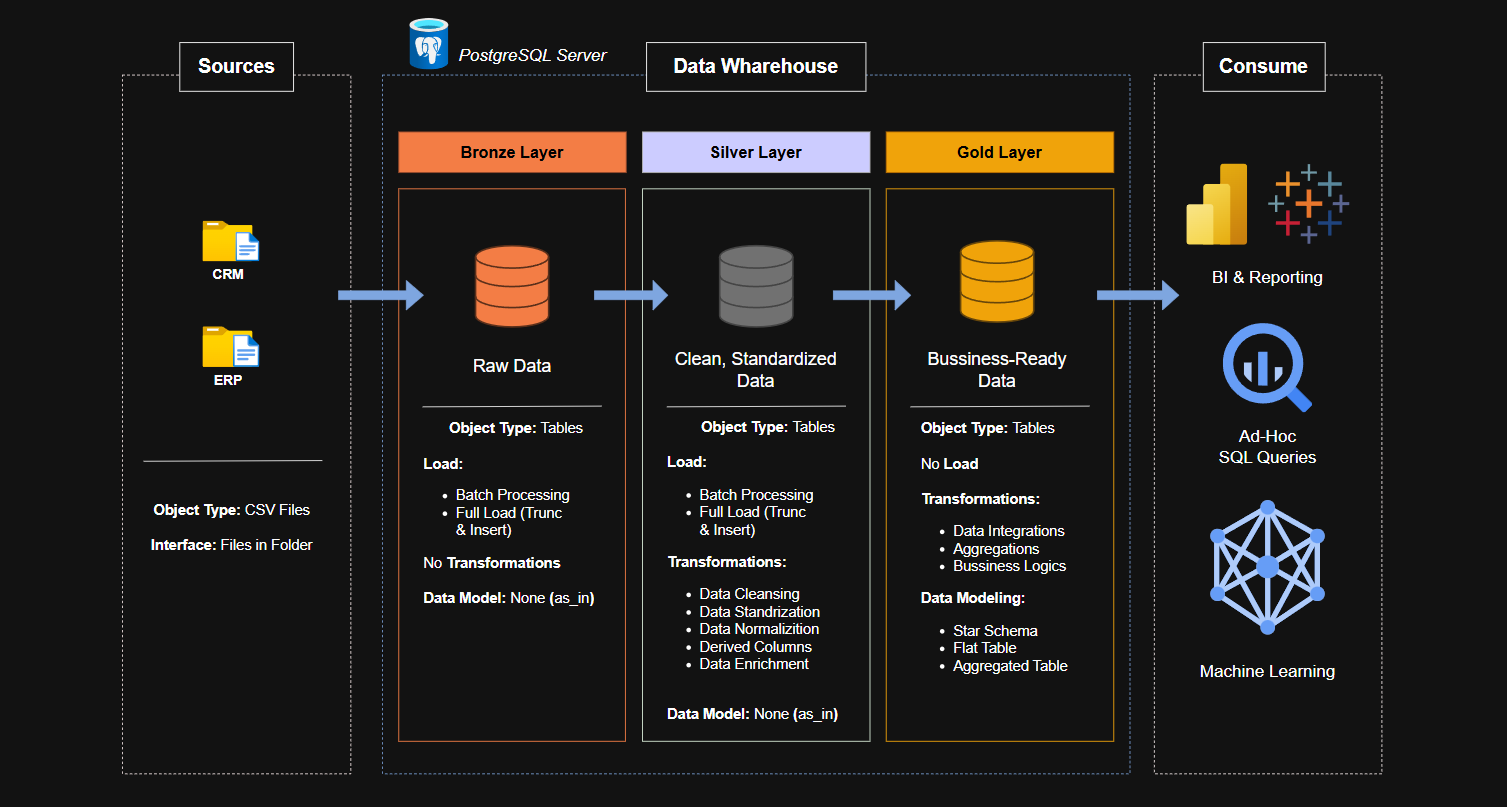 PostgreSQL Server
Sources
Data Wharehouse
Consume
CRM
ERP
Object Type: CSV Files
Interface: Files in Folder
Bronze Layer
Raw Data
Object Type: Tables
Load:
• Batch Processing
• Full Load (Trunc
& Insert)
No Transformations
Data Model: None (as_in)
Silver Layer
Clean, Standardized
Data
Object Type: Tables
Load:
• Batch Processing
• Full Load (Trunc
& Insert)
Transformations:
• Data Cleansing
• Data Standrization
• Data Normalizition
• Derived Columns
• Data Enrichment
Data Model: None (as_in)
Gold Layer
Bussiness-Ready
Data
Object Type: Tables
No Load
Transformations:
• Data Integrations
• Aggregations
• Bussiness Logics
Data Modeling:
• Star Schema
• Flat Table
• Aggregated Table
BI & Reporting
Ad-Hoc
SQL Queries
Machine Learning